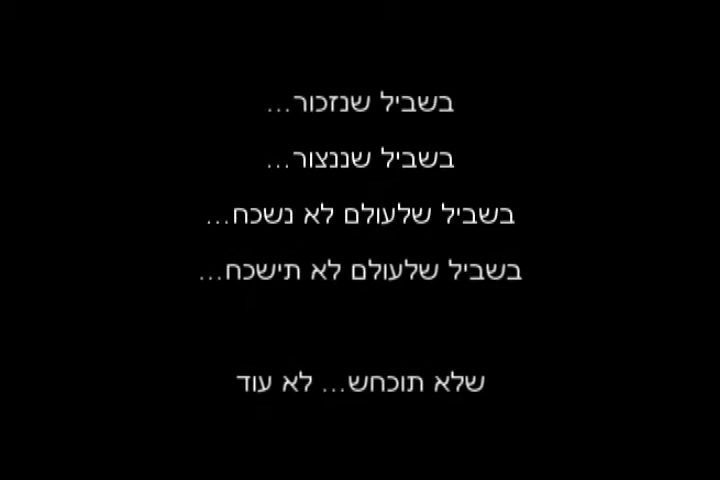 בשביל שנזכור...
בשביל שננצור...
בשביל שלעולם לא נשכח...
בשביל שלעולם לא תישכח...
שלא תוכחש... לא עוד